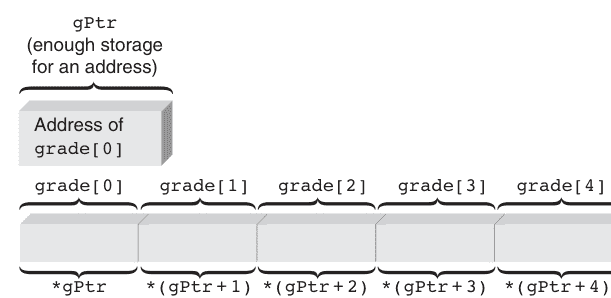 gPtr
(enough storage
for an address)
Address of
grade[0]
grade[0] grade[1] grade[2] grade[3] grade[4]
*gPtr *(gPtr+1) *(gPtr+2) *(gPtr+3) *(gPtr+4)